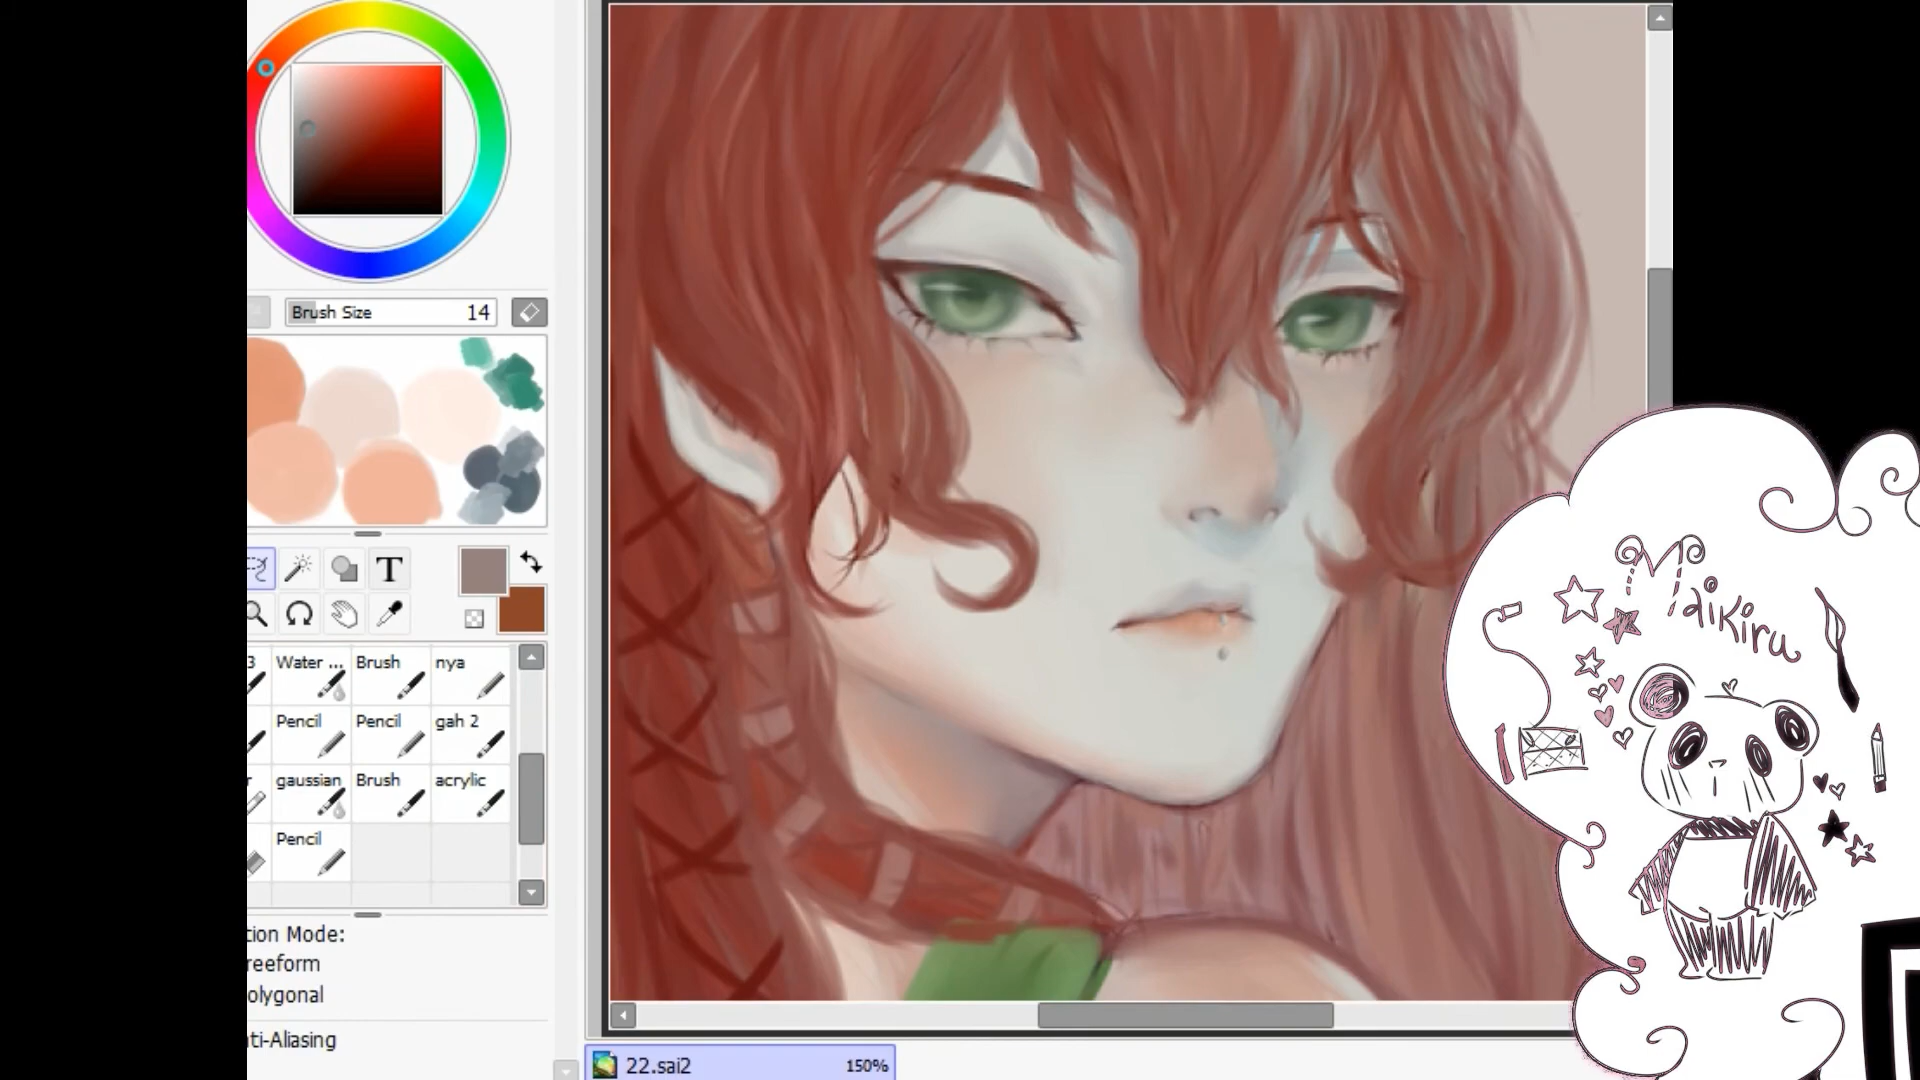 Brush Size 14
T
3 Water ... Brush nya
Pencil Pencil gah 2
r gaussian Brush acrylic
Pencil
tion Mode:
reeform
olygonal
ti-Aliasing
22.sai2 150%
Maikiru